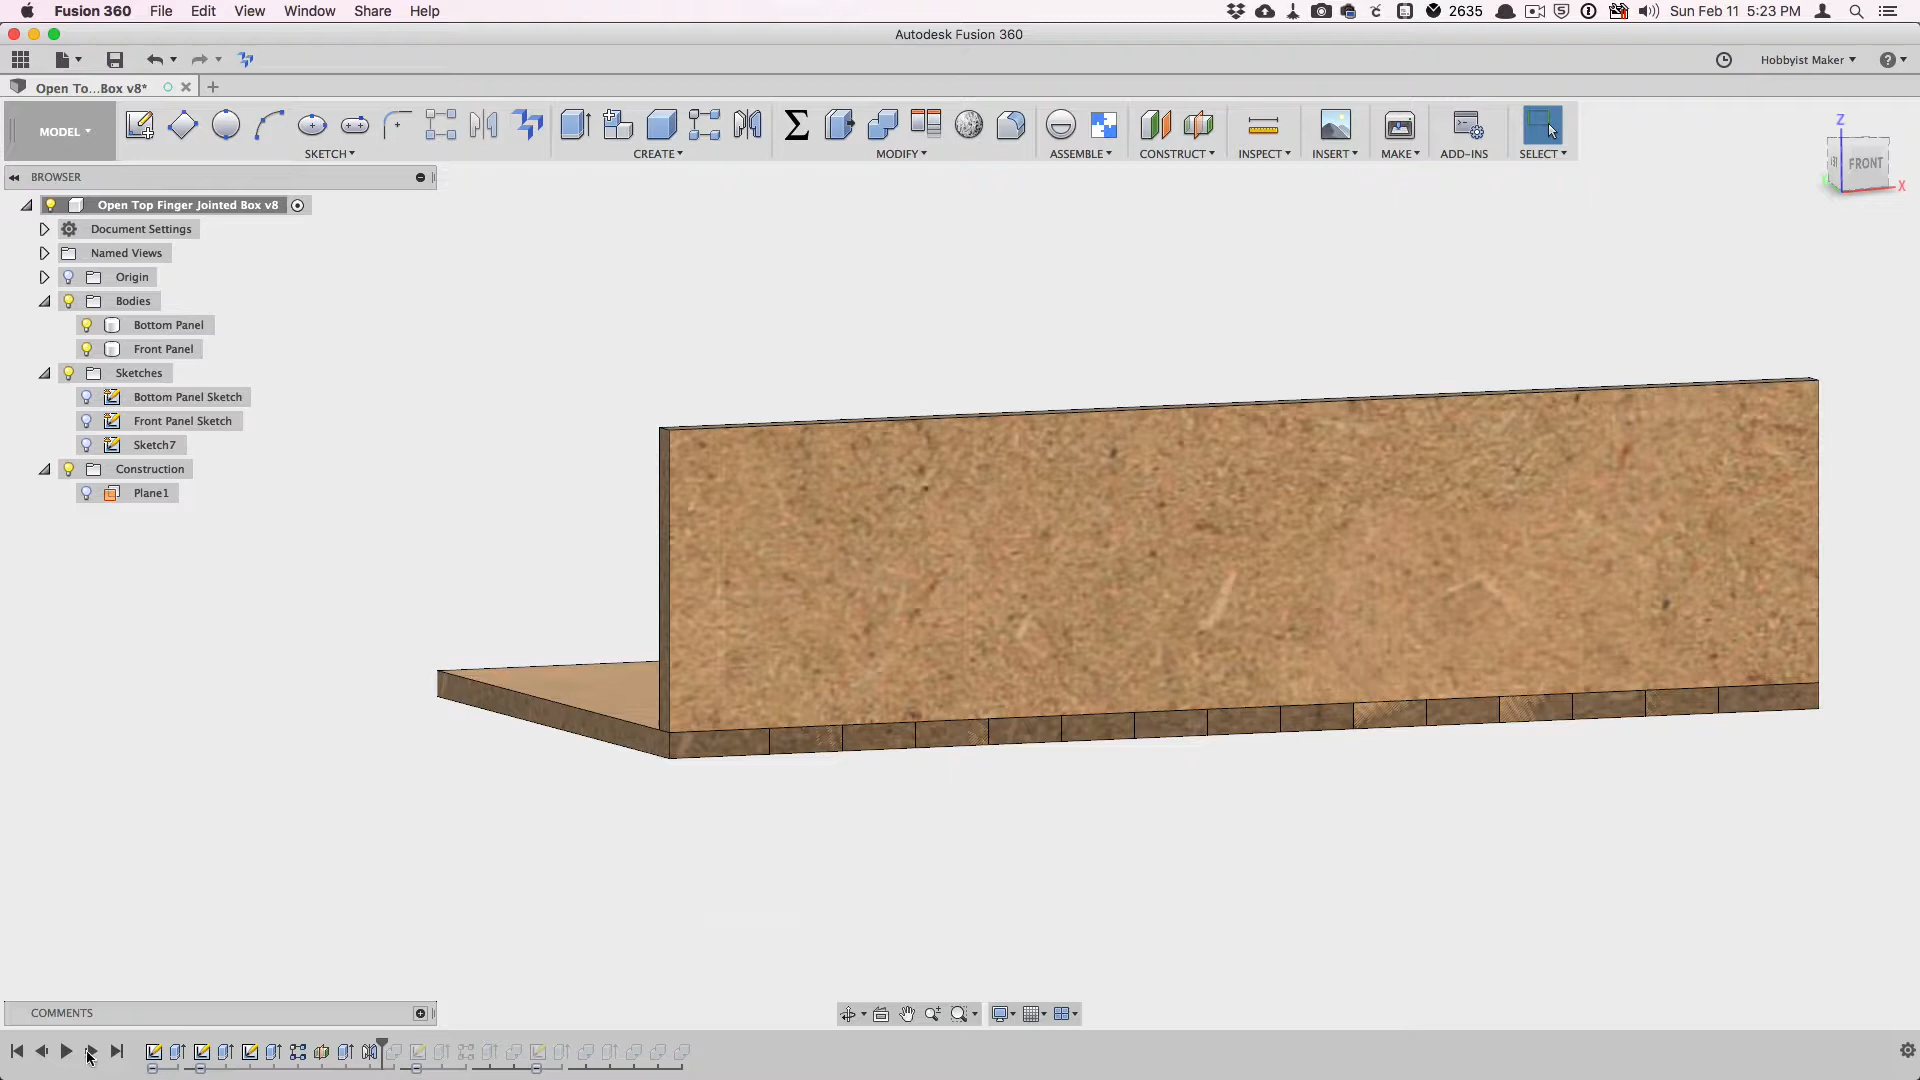 Fusion 360 File Edit View Window Share Help 2635 Sun Feb 11 5:23 PM
Autodesk Fusion 360
Hobbyist Maker
Open To...Box v8*
MODEL
SKETCH CREATE MODIFY ASSEMBLE CONSTRUCT INSPECT INSERT MAKE ADD-INS SELECT
Z
FRONT
X
BROWSER
Open Top Finger Jointed Box v8
Document Settings
Named Views
Origin
Bodies
Bottom Panel
Front Panel
Sketches
Bottom Panel Sketch
Front Panel Sketch
Sketch7
Construction
Plane1
COMMENTS